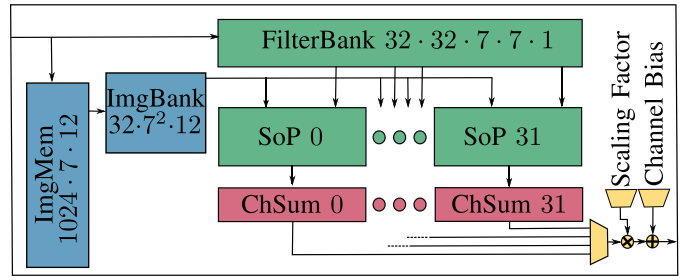 FilterBank 32 · 32 · 7 · 7 · 1
ImgMem
1024 · 7 · 12
ImgBank
32·7²·12
SoP 0
SoP 31
ChSum 0
ChSum 31
Scaling Factor
Channel Bias